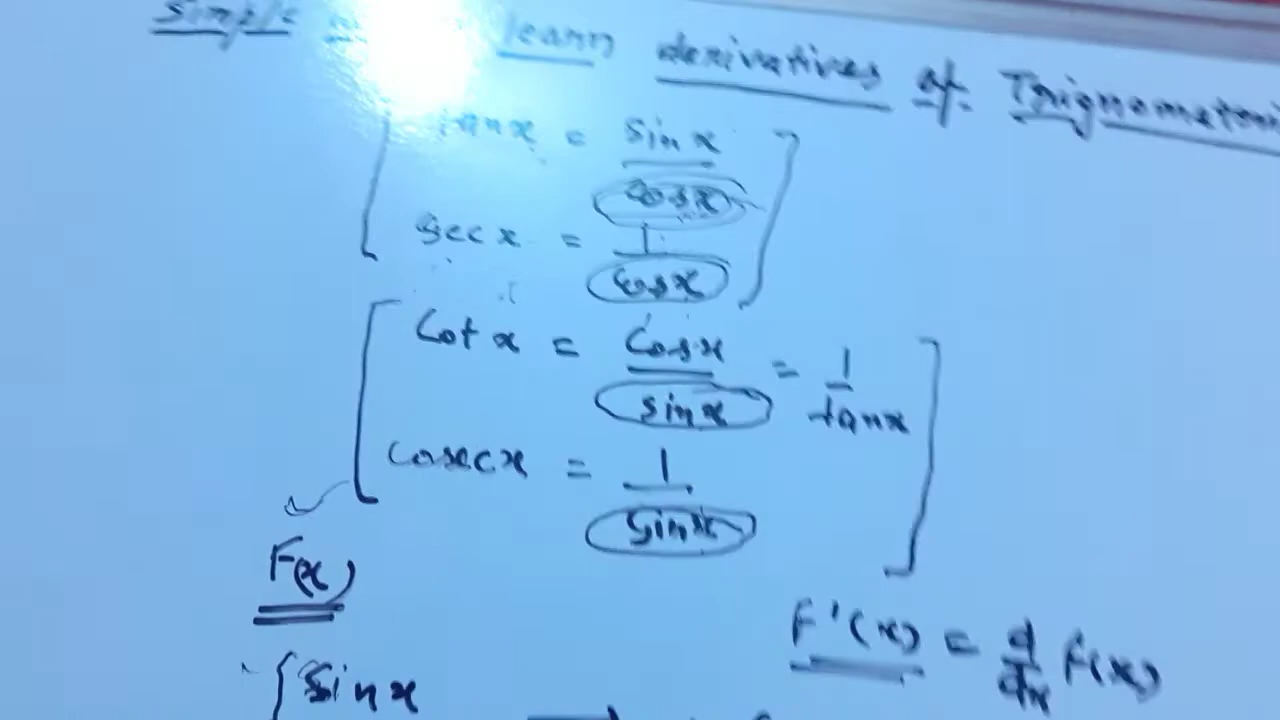 Simple learn derivatives of Trignometri
tanx = sinx / cosx
secx = 1 / cosx
Cotx = Cosx / sinx = 1 / tanx
Cosecx = 1 / sinx
F(x)
F'(x) = d/dx F(x)
sinx